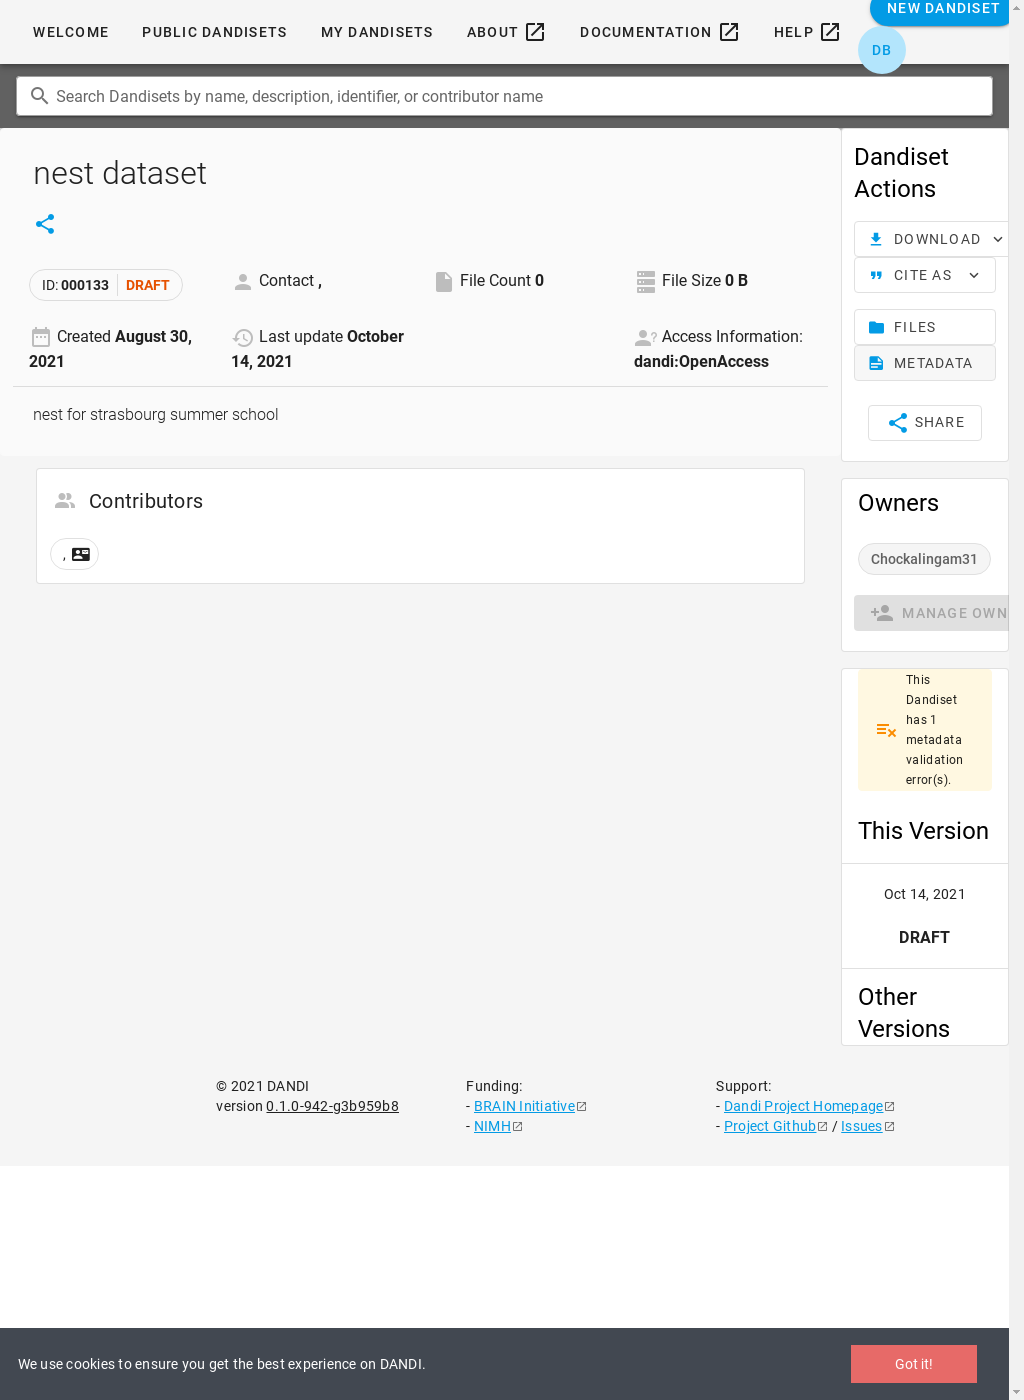 WELCOME
PUBLIC DANDISETS
MY DANDISETS
ABOUT
DOCUMENTATION
HELP
NEW DANDISET
DB
Search Dandisets by name, description, identifier, or contributor name
nest dataset
ID: 000133 DRAFT
Contact ,
File Count 0
File Size 0 B
Created August 30,
2021
Last update October
14, 2021
Access Information:
dandi:OpenAccess
nest for strasbourg summer school
Contributors
,
Dandiset
Actions
DOWNLOAD
CITE AS
FILES
METADATA
SHARE
Owners
Chockalingam31
MANAGE OWN
This
Dandiset
has 1
metadata
validation
error(s).
This Version
Oct 14, 2021
DRAFT
Other
Versions
© 2021 DANDI
version 0.1.0-942-g3b959b8
Funding:
- BRAIN Initiative
- NIMH
Support:
- Dandi Project Homepage
- Project Github / Issues
We use cookies to ensure you get the best experience on DANDI.
Got it!